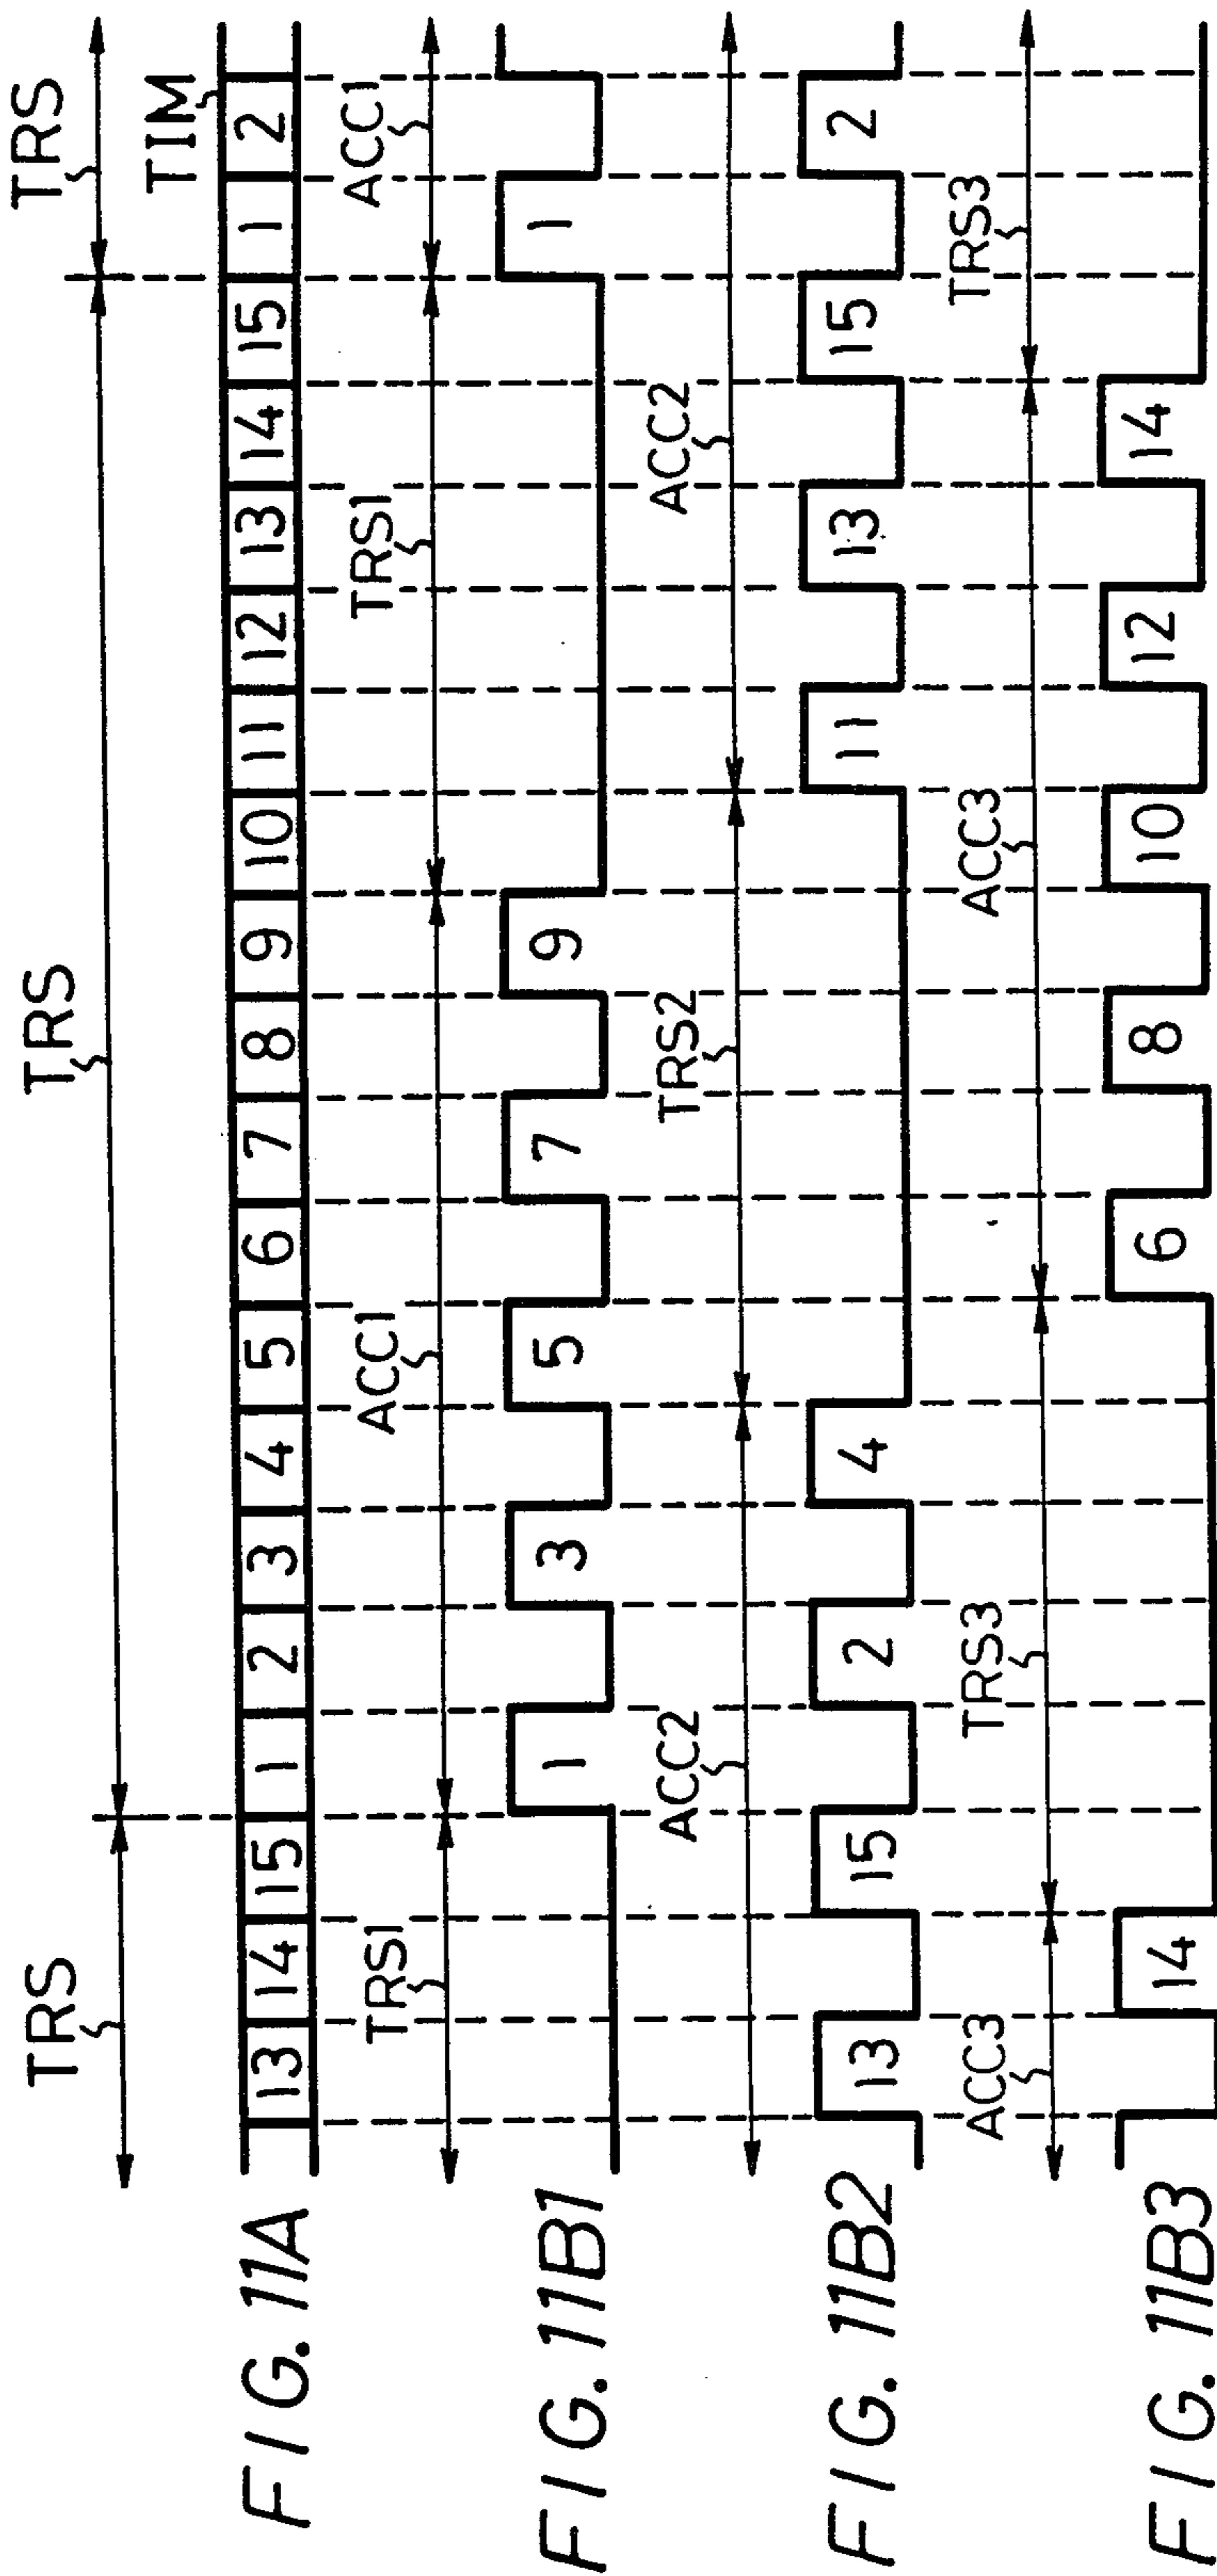 TRS TRS TRS
TIM
FIG. 11A 13 14 15 1 2 3 4 5 6 7 8 9 10 11 12 13 14 15 1 2
TRS1 ACC1 TRS1 ACC1
FIG. 11B1 1 3 5 7 9 1
ACC2 TRS2 ACC2
FIG. 11B2 13 15 2 4 11 13 15 2
ACC3 TRS3 ACC3 TRS3
FIG. 11B3 14 6 8 10 12 14